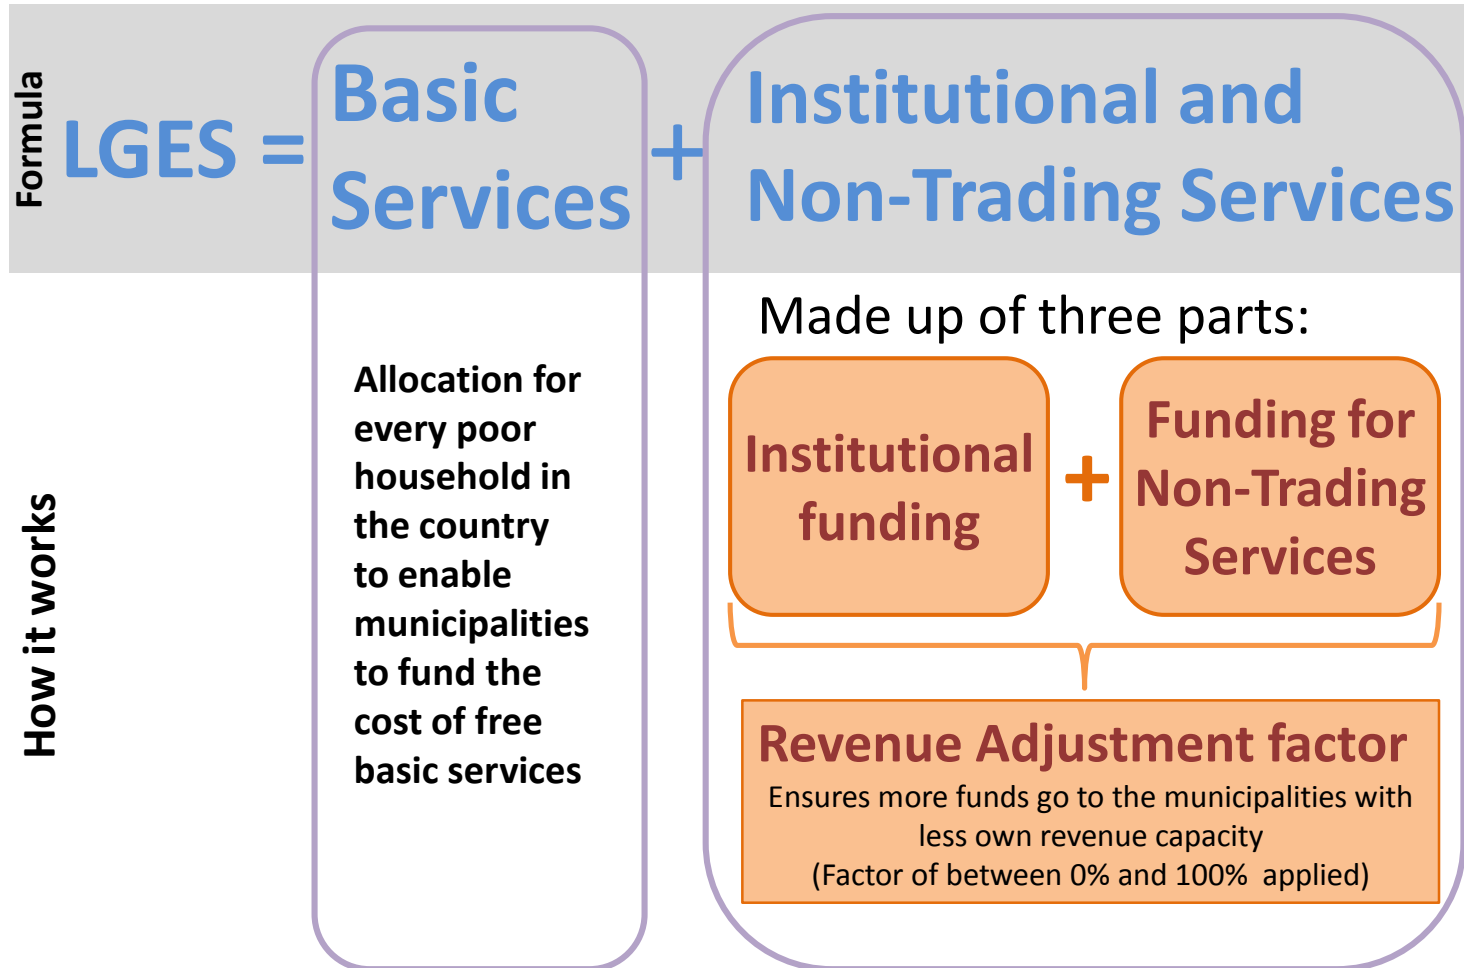 Formula
LGES =
Basic
Services
+
Institutional and
Non-Trading Services
How it works
Allocation for
every poor
household in
the country
to enable
municipalities
to fund the
cost of free
basic services
Made up of three parts:
Institutional
funding
+
Funding for
Non-Trading
Services
Revenue Adjustment factor
Ensures more funds go to the municipalities with
less own revenue capacity
(Factor of between 0% and 100% applied)